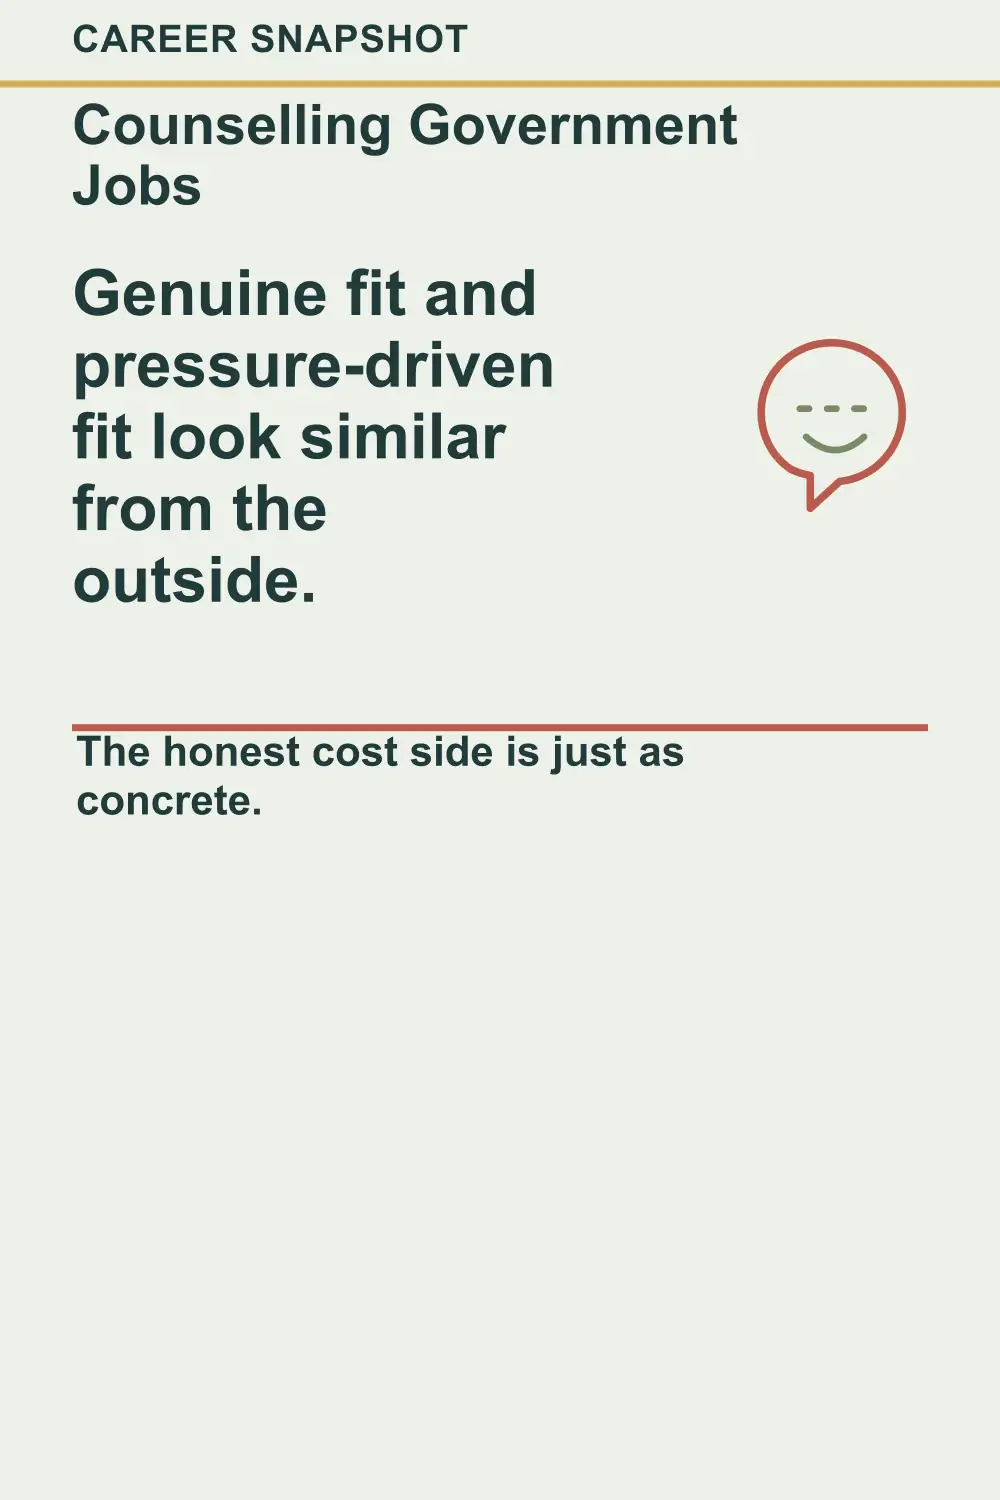 CAREER SNAPSHOT
Counselling Government
Jobs
Genuine fit and
pressure-driven
fit look similar
from the
outside.
The honest cost side is just as
concrete.